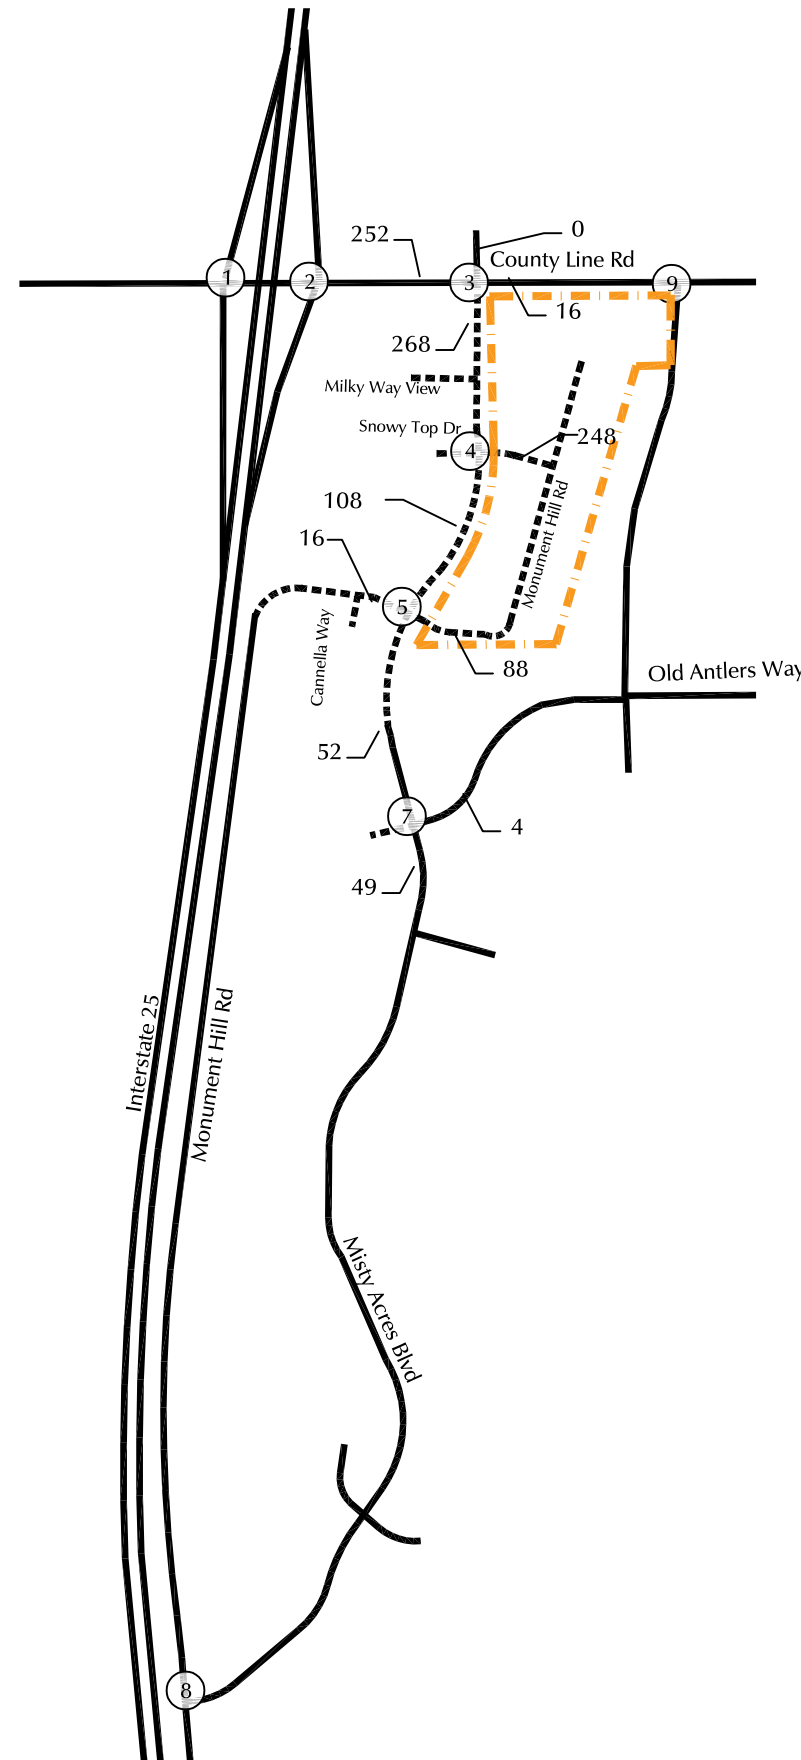 0
252
County Line Rd
1
2
3
9
16
268
Milky Way View
Snowy Top Dr
248
4
108
Monument Hill Rd
16
5
Cannella Way
88
Old Antlers Way
52
7
4
49
Interstate 25
Monument Hill Rd
Misty Acres Blvd
8